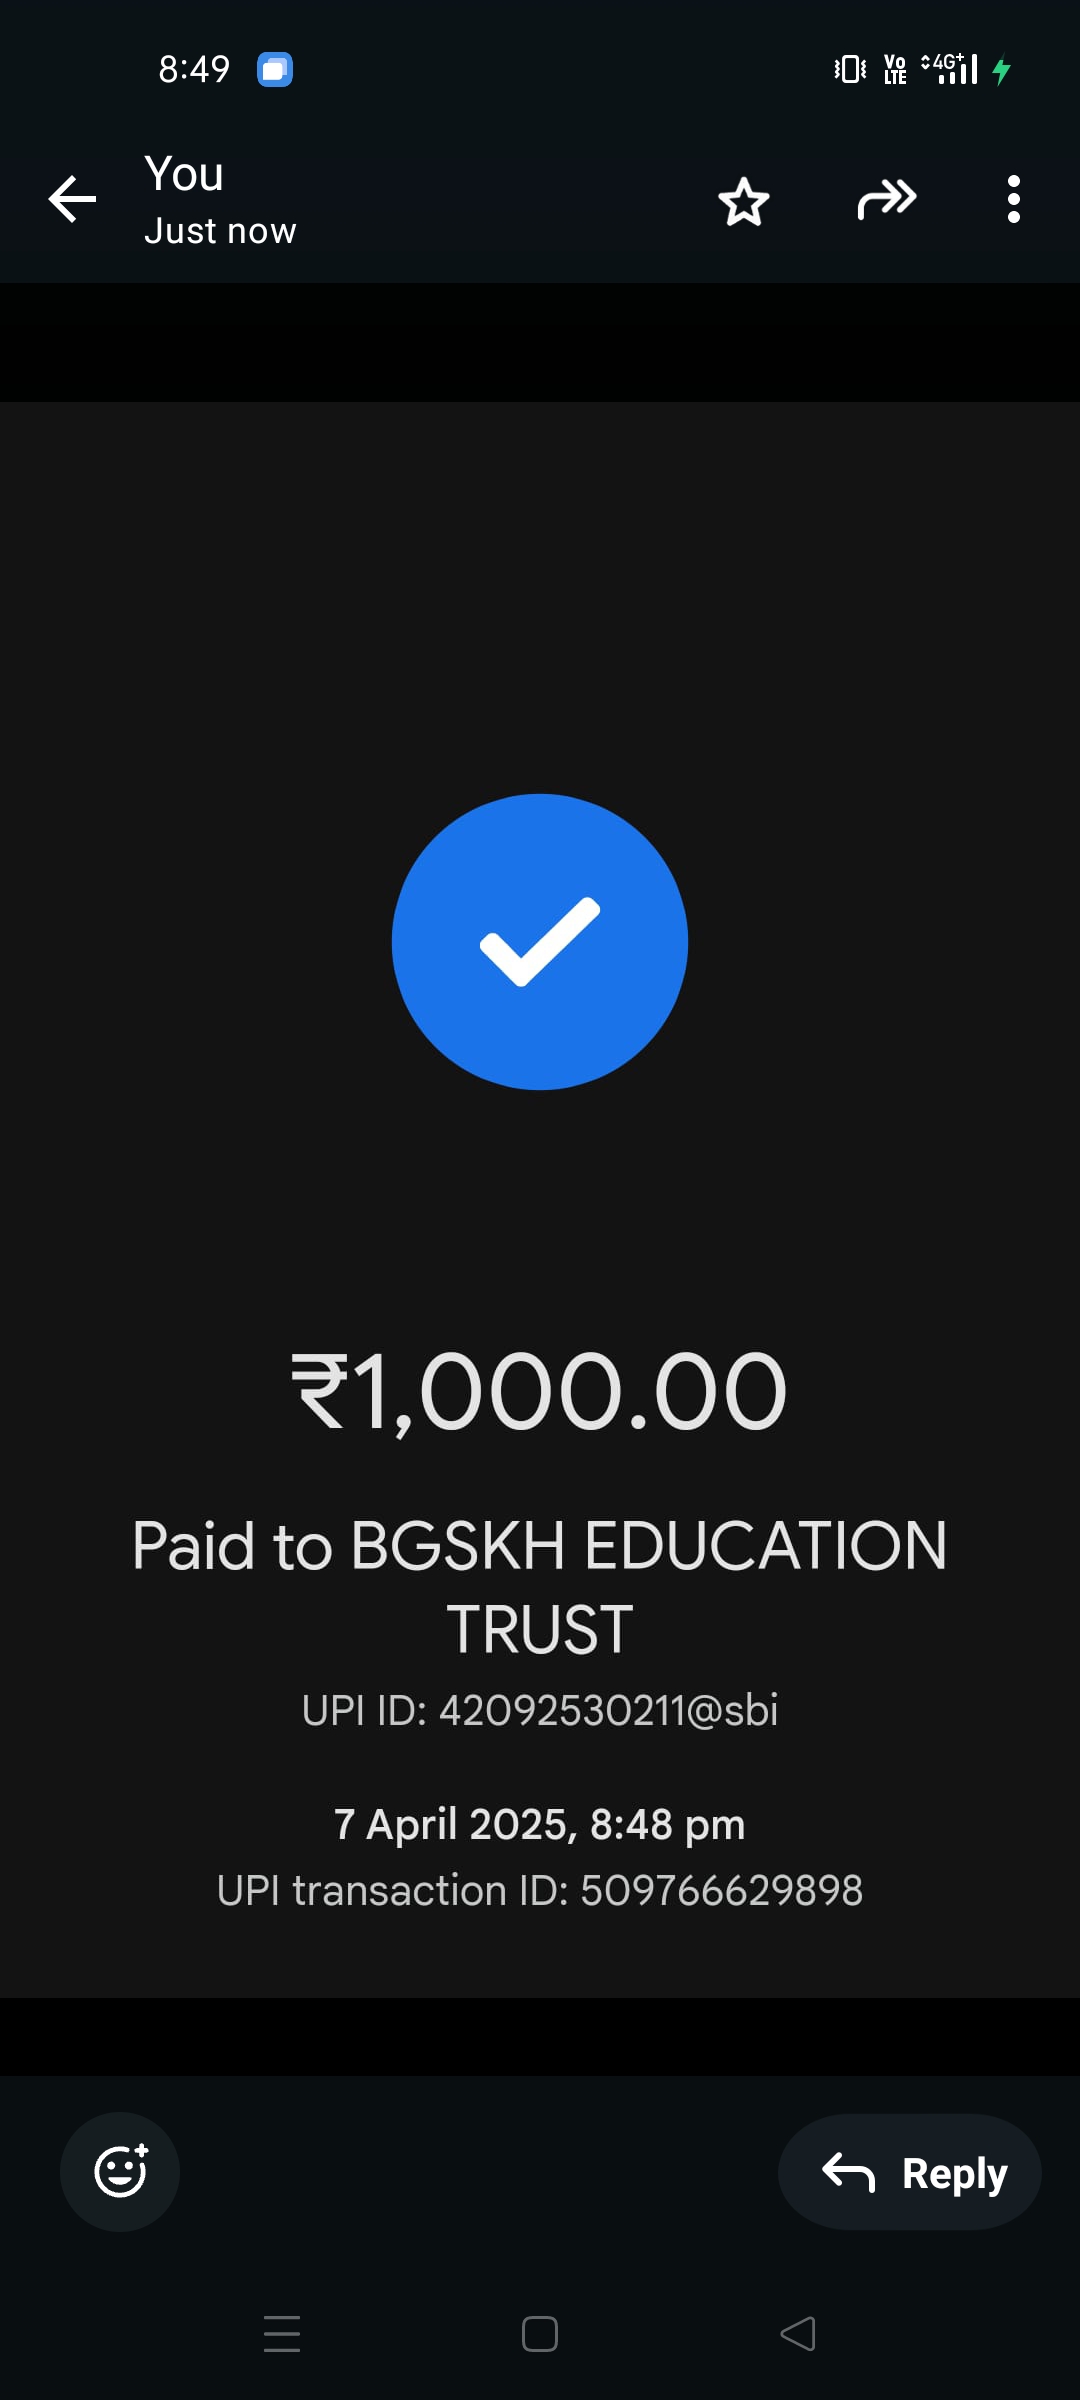 8:49
Vo LTE 4G+
You
Just now
₹1,000.00
Paid to BGSKH EDUCATION
TRUST
UPI ID: 42092530211@sbi
7 April 2025, 8:48 pm
UPI transaction ID: 509766629898
Reply